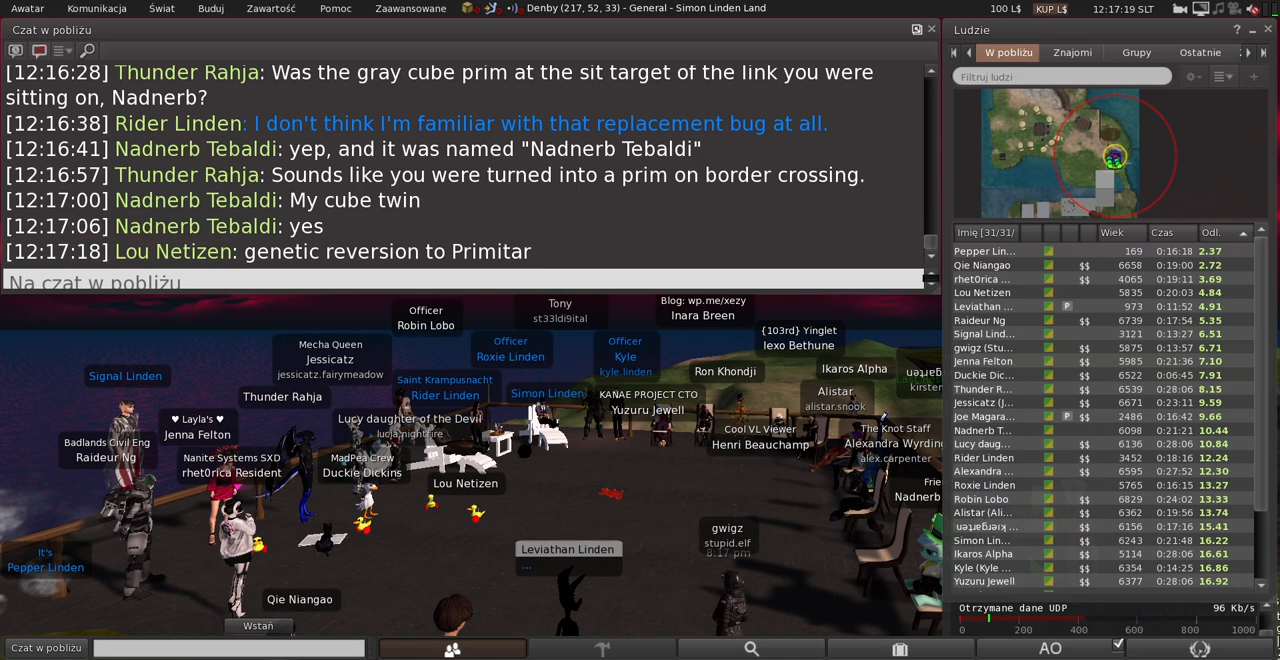 Awatar Komunikacja Świat Buduj Zawartość Pomoc Zaawansowane Denby (217, 52, 33) - General - Simon Linden Land 100 L$ KUP L$ 12:17:19 SLT
Czat w pobliżu
[12:16:28] Thunder Rahja: Was the gray cube prim at the sit target of the link you were
sitting on, Nadnerb?
[12:16:38] Rider Linden: I don't think I'm familiar with that replacement bug at all.
[12:16:41] Nadnerb Tebaldi: yep, and it was named "Nadnerb Tebaldi"
[12:16:57] Thunder Rahja: Sounds like you were turned into a prim on border crossing.
[12:17:00] Nadnerb Tebaldi: My cube twin
[12:17:06] Nadnerb Tebaldi: yes
[12:17:18] Lou Netizen: genetic reversion to Primitar
Na czat w pobliżu
Officer
Robin Lobo
Tony
st33ldi9ital
Blog: wp.me/xezy
Inara Breen
{103rd} Yinglet
Iexo Bethune
Mecha Queen
Jessicatz
jessicatz.fairymeadow
Officer
Roxie Linden
Officer
Kyle
kyle.linden
Signal Linden
Thunder Rahja
Saint Krampusnacht
Rider Linden
Simon Linden
Ron Khondji
Ikaros Alpha
kirsten
KANAE PROJECT CTO
Yuzuru Jewell
Alistar
alistar.snook
♥ Layla's ♥
Jenna Felton
Lucy daughter of the Devil
Badlands Civil Eng
Raideur Ng
Nanite Systems SXD
rhet0rica Resident
MadPea Crew
Duckie Dickins
Lou Netizen
Cool VL Viewer
Henri Beauchamp
The Knot Staff
Alexandra Wyrding
alex.carpenter
Frie
Nadnerb
gwigz
stupid.elf
8:17 pm
It's
Pepper Linden
Leviathan Linden
...
Qie Niangao
Wstań
Czat w pobliżu
AO
Ludzie
W pobliżu Znajomi Grupy Ostatnie
Filtruj ludzi
Imię [31/31/ Wiek Czas Odl.
Pepper Lin... 169 0:16:18 2.37
Qie Niangao $$ 6658 0:19:00 2.72
rhet0rica ... $$ 4065 0:19:11 3.69
Lou Netizen 5835 0:20:03 4.84
Leviathan ... P 973 0:11:52 4.91
Raideur Ng $$ 6739 0:17:54 5.35
Signal Lind... 3121 0:13:27 6.51
gwigz (Stu... $$ 5875 0:13:57 6.71
Jenna Felton $$ 5985 0:21:36 7.10
Duckie Dic... $$ 6522 0:06:45 7.91
Thunder R... $$ 6539 0:28:06 8.15
Jessicatz (J... $$ 6671 0:23:11 9.59
Joe Magara... P $$ 2486 0:16:42 9.66
Nadnerb T... 6098 0:21:21 10.44
Lucy daug... $$ 6136 0:28:06 10.84
Rider Linden $$ 3452 0:18:16 12.24
Alexandra ... $$ 6595 0:27:52 12.30
Roxie Linden 5765 0:16:15 13.27
Robin Lobo $$ 6829 0:24:02 13.33
Alistar (Ali... $$ 6362 0:19:56 13.74
$$ 6156 0:17:16 15.41
Simon Lin... $$ 6243 0:21:48 16.22
Ikaros Alpha $$ 5114 0:28:06 16.61
Kyle (Kyle ... $$ 6354 0:14:25 16.86
Yuzuru Jewell $$ 6377 0:28:06 16.92
Otrzymane dane UDP 96 Kb/s
0 200 400 600 800 1000